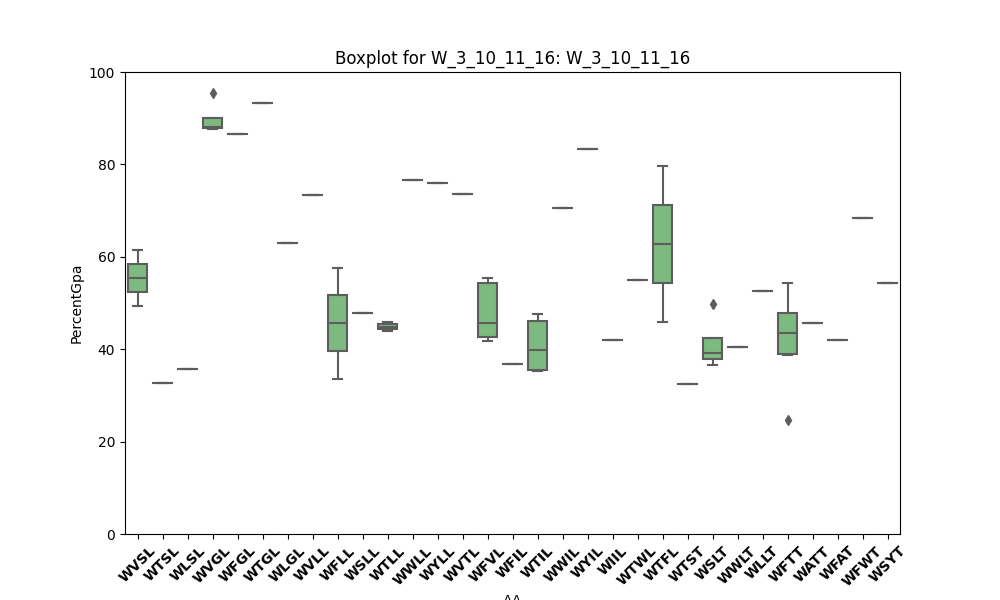 Boxplot for W_3_10_11_16: W_3_10_11_16
100
80
60
40
20
0
PercentGpa
WVSL WTSL WLSL WVGL WFGL WTGL WLGL WVLL WFLL WSLL WTLL WWLL WYLL WVTL WFVL WFIL WTIL WWIL WYIL WIIL WTWL WTFL WTST WSLT WWLT WLLT WFTT WATT WFAT WFWT WSYT
AA